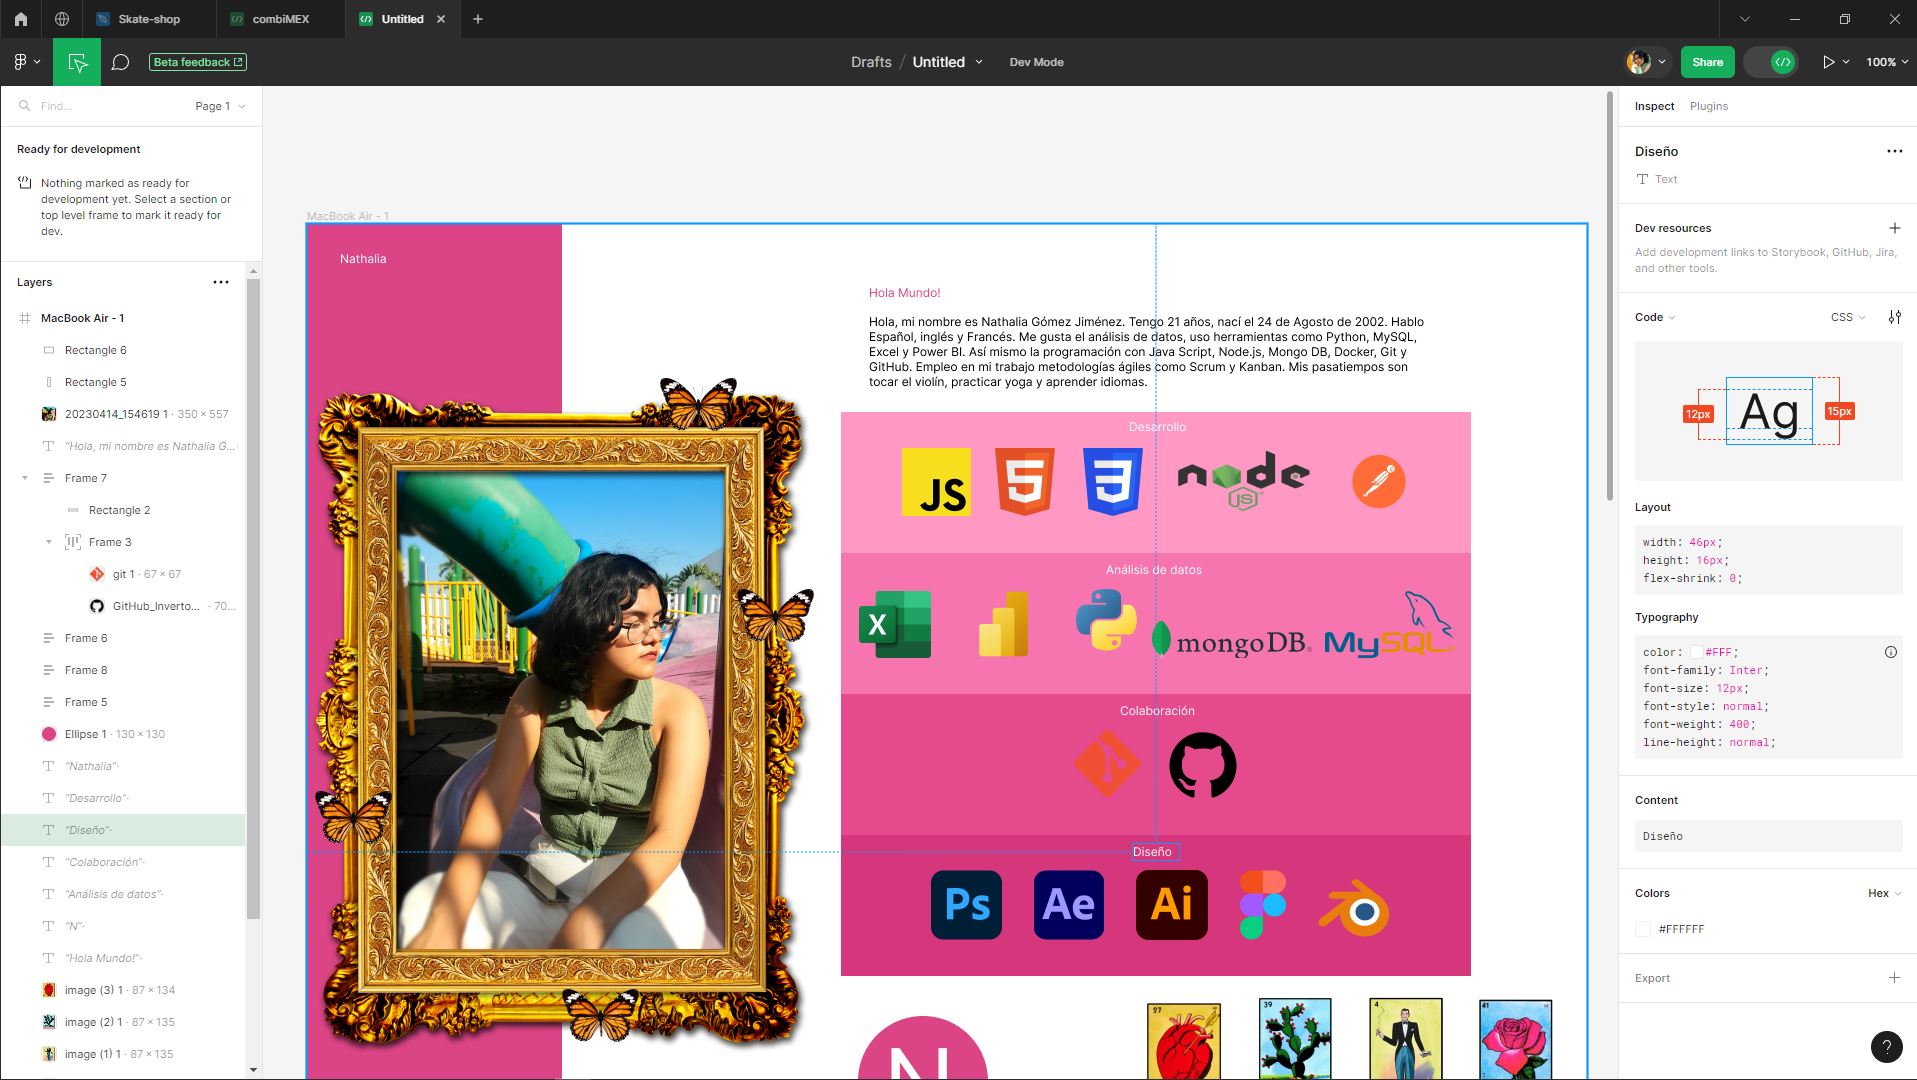 Skate-shop
combiMEX
Untitled
Beta feedback
Drafts / Untitled
Dev Mode
Share
100%
Find...
Page 1
Ready for development
Nothing marked as ready for
development yet. Select a section or
top level frame to mark it ready for
dev.
Layers
MacBook Air - 1
Rectangle 6
Rectangle 5
20230414_154619 1 · 350 × 557
"Hola, mi nombre es Nathalia G...
Frame 7
Rectangle 2
Frame 3
git 1 · 67 × 67
GitHub_Inverto... · 70...
Frame 6
Frame 8
Frame 5
Ellipse 1 · 130 × 130
"Nathalia"·
"Desarrollo"·
"Diseño"·
"Colaboración"·
"Análisis de datos"·
"N"·
"Hola Mundo!"·
image (3) 1 · 87 × 134
image (2) 1 · 87 × 135
image (1) 1 · 87 × 135
MacBook Air - 1
Nathalia
Hola Mundo!
Hola, mi nombre es Nathalia Gómez Jiménez. Tengo 21 años, nací el 24 de Agosto de 2002. Hablo
Español, inglés y Francés. Me gusta el análisis de datos, uso herramientas como Python, MySQL,
Excel y Power BI. Así mismo la programación con Java Script, Node.js, Mongo DB, Docker, Git y
GitHub. Empleo en mi trabajo metodologías ágiles como Scrum y Kanban. Mis pasatiempos son
tocar el violín, practicar yoga y aprender idiomas.
Desarrollo
JS
5
3
node
JS
Análisis de datos
X
mongoDB.
MySQL
Colaboración
Diseño
Ps
Ae
Ai
N
27
39
4
41
Inspect
Plugins
Diseño
Text
Dev resources
Add development links to Storybook, GitHub, Jira,
and other tools.
Code
CSS
12px
Ag
15px
Layout
width: 46px;
height: 16px;
flex-shrink: 0;
Typography
color: #FFF;
font-family: Inter;
font-size: 12px;
font-style: normal;
font-weight: 400;
line-height: normal;
Content
Diseño
Colors
Hex
#FFFFFF
Export
?